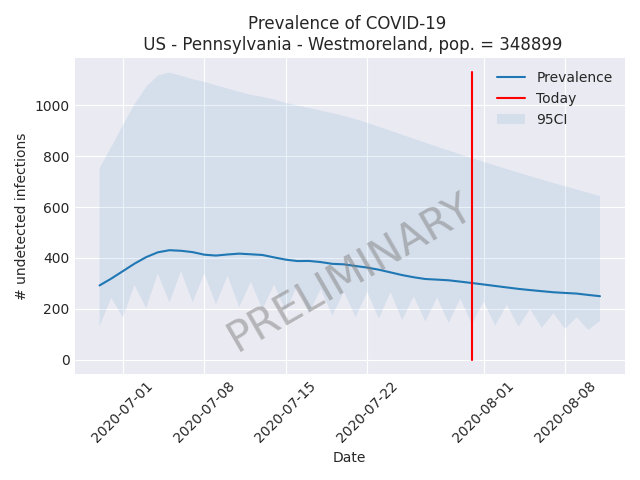 Prevalence of COVID-19
US - Pennsylvania - Westmoreland, pop. = 348899
Prevalence
Today
95CI
1000
800
600
400
200
0
# undetected infections
PRELIMINARY
2020-07-01
2020-07-08
2020-07-15
2020-07-22
2020-08-01
2020-08-08
Date